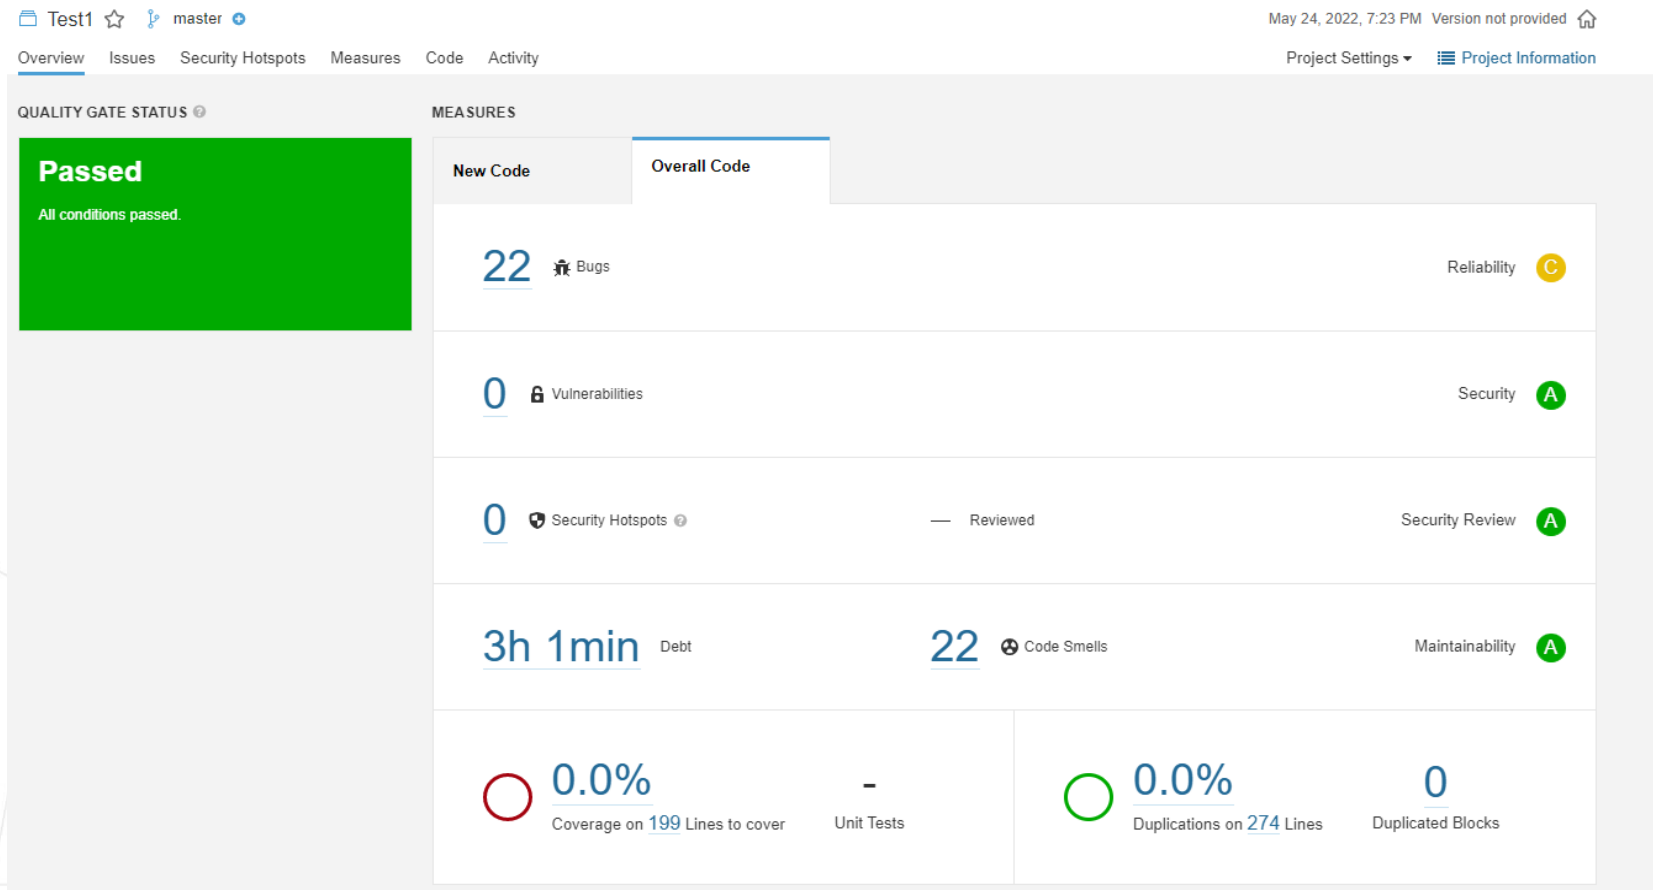 Test1 master
May 24, 2022, 7:23 PM Version not provided
Overview Issues Security Hotspots Measures Code Activity
Project Settings Project Information
QUALITY GATE STATUS ?
Passed
All conditions passed.
MEASURES
New Code Overall Code
22 Bugs Reliability C
0 Vulnerabilities Security A
0 Security Hotspots ? — Reviewed Security Review A
3h 1min Debt 22 Code Smells Maintainability A
0.0%
Coverage on 199 Lines to cover
-
Unit Tests
0.0%
Duplications on 274 Lines
0
Duplicated Blocks